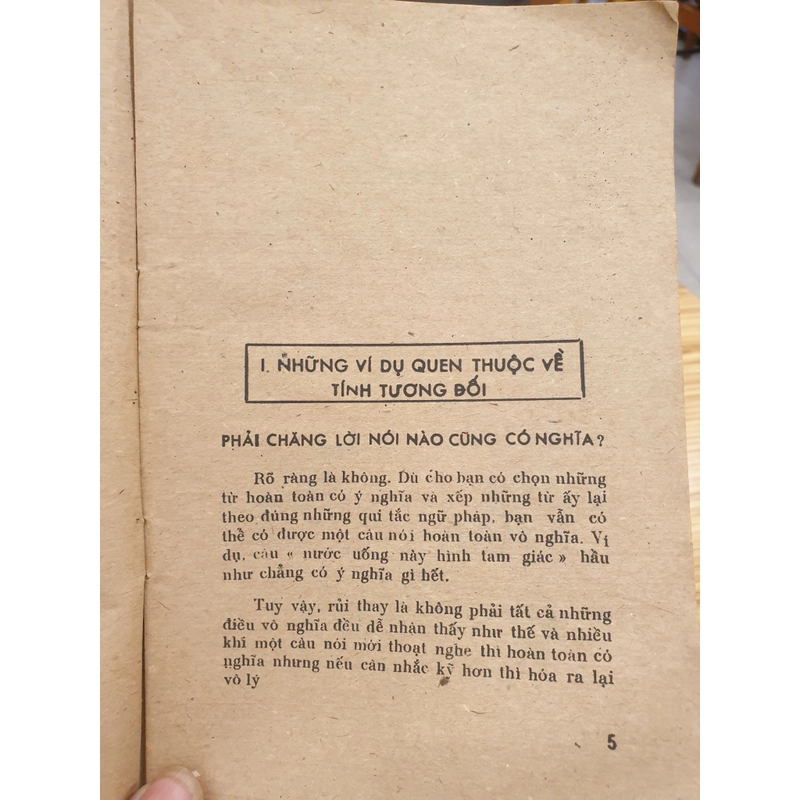 I. NHỮNG VÍ DỤ QUEN THUỘC VỀ
TÍNH TƯƠNG ĐỐI
PHẢI CHĂNG LỜI NÓI NÀO CŨNG CÓ NGHĨA?
Rõ ràng là không. Dù cho bạn có chọn những
từ hoàn toàn có ý nghĩa và xếp những từ ấy lại
theo đúng những qui tắc ngữ pháp, bạn vẫn có
thể có được một câu nói hoàn toàn vô nghĩa. Ví
dụ, câu « nước uống này hình tam giác » hầu
như chẳng có ý nghĩa gì hết.
Tuy vậy, rủi thay là không phải tất cả những
điều vô nghĩa đều dễ nhận thấy như thế và nhiều
khi một câu nói mới thoạt nghe thì hoàn toàn có
nghĩa nhưng nếu cân nhắc kỹ hơn thì hóa ra lại
vô lý
5